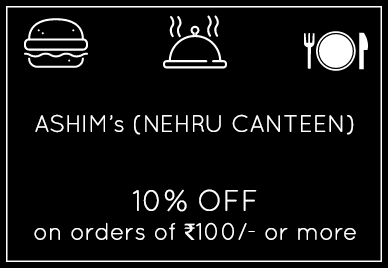 ASHIM's (NEHRU CANTEEN)
10% OFF
on orders of ₹100/- or more